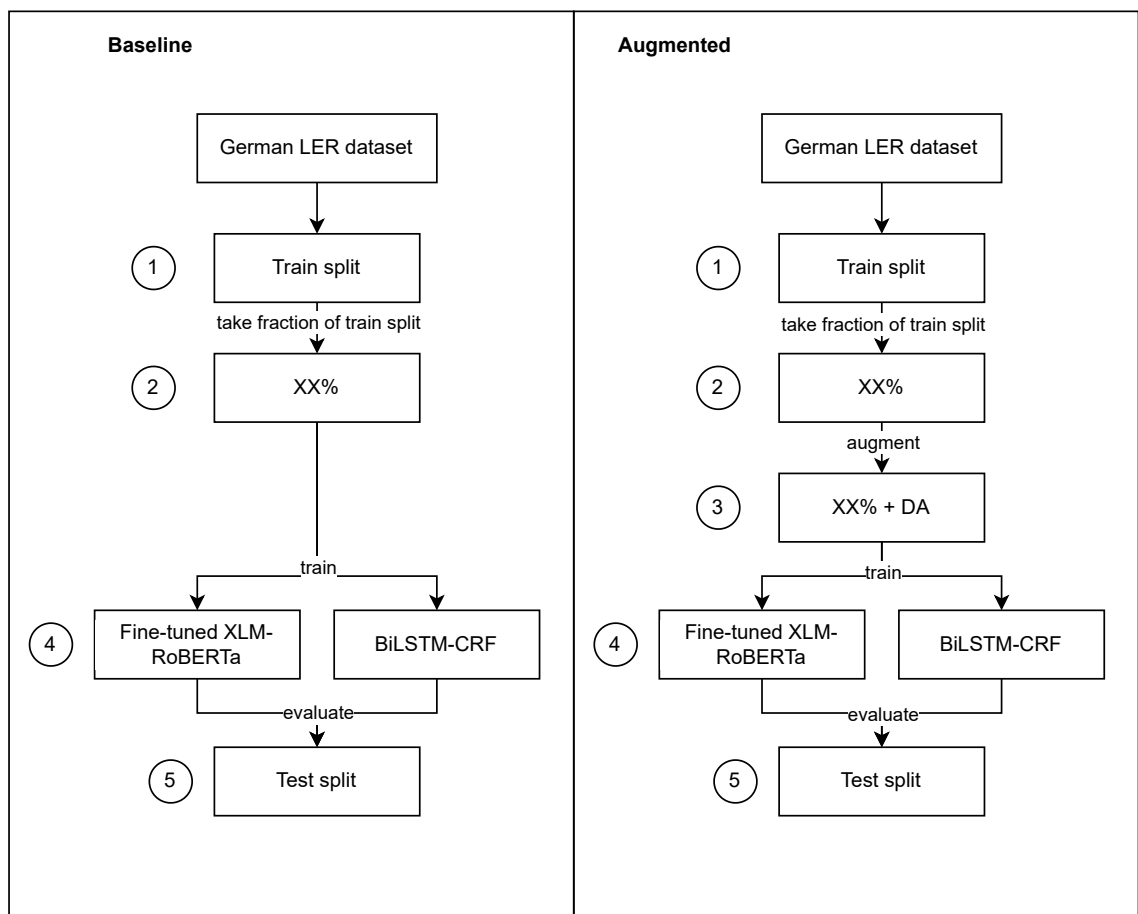 Baseline
German LER dataset
1
Train split
take fraction of train split
2
XX%
train
4
Fine-tuned XLM-
RoBERTa
BiLSTM-CRF
evaluate
5
Test split
Augmented
German LER dataset
1
Train split
take fraction of train split
2
XX%
augment
3
XX% + DA
train
4
Fine-tuned XLM-
RoBERTa
BiLSTM-CRF
evaluate
5
Test split